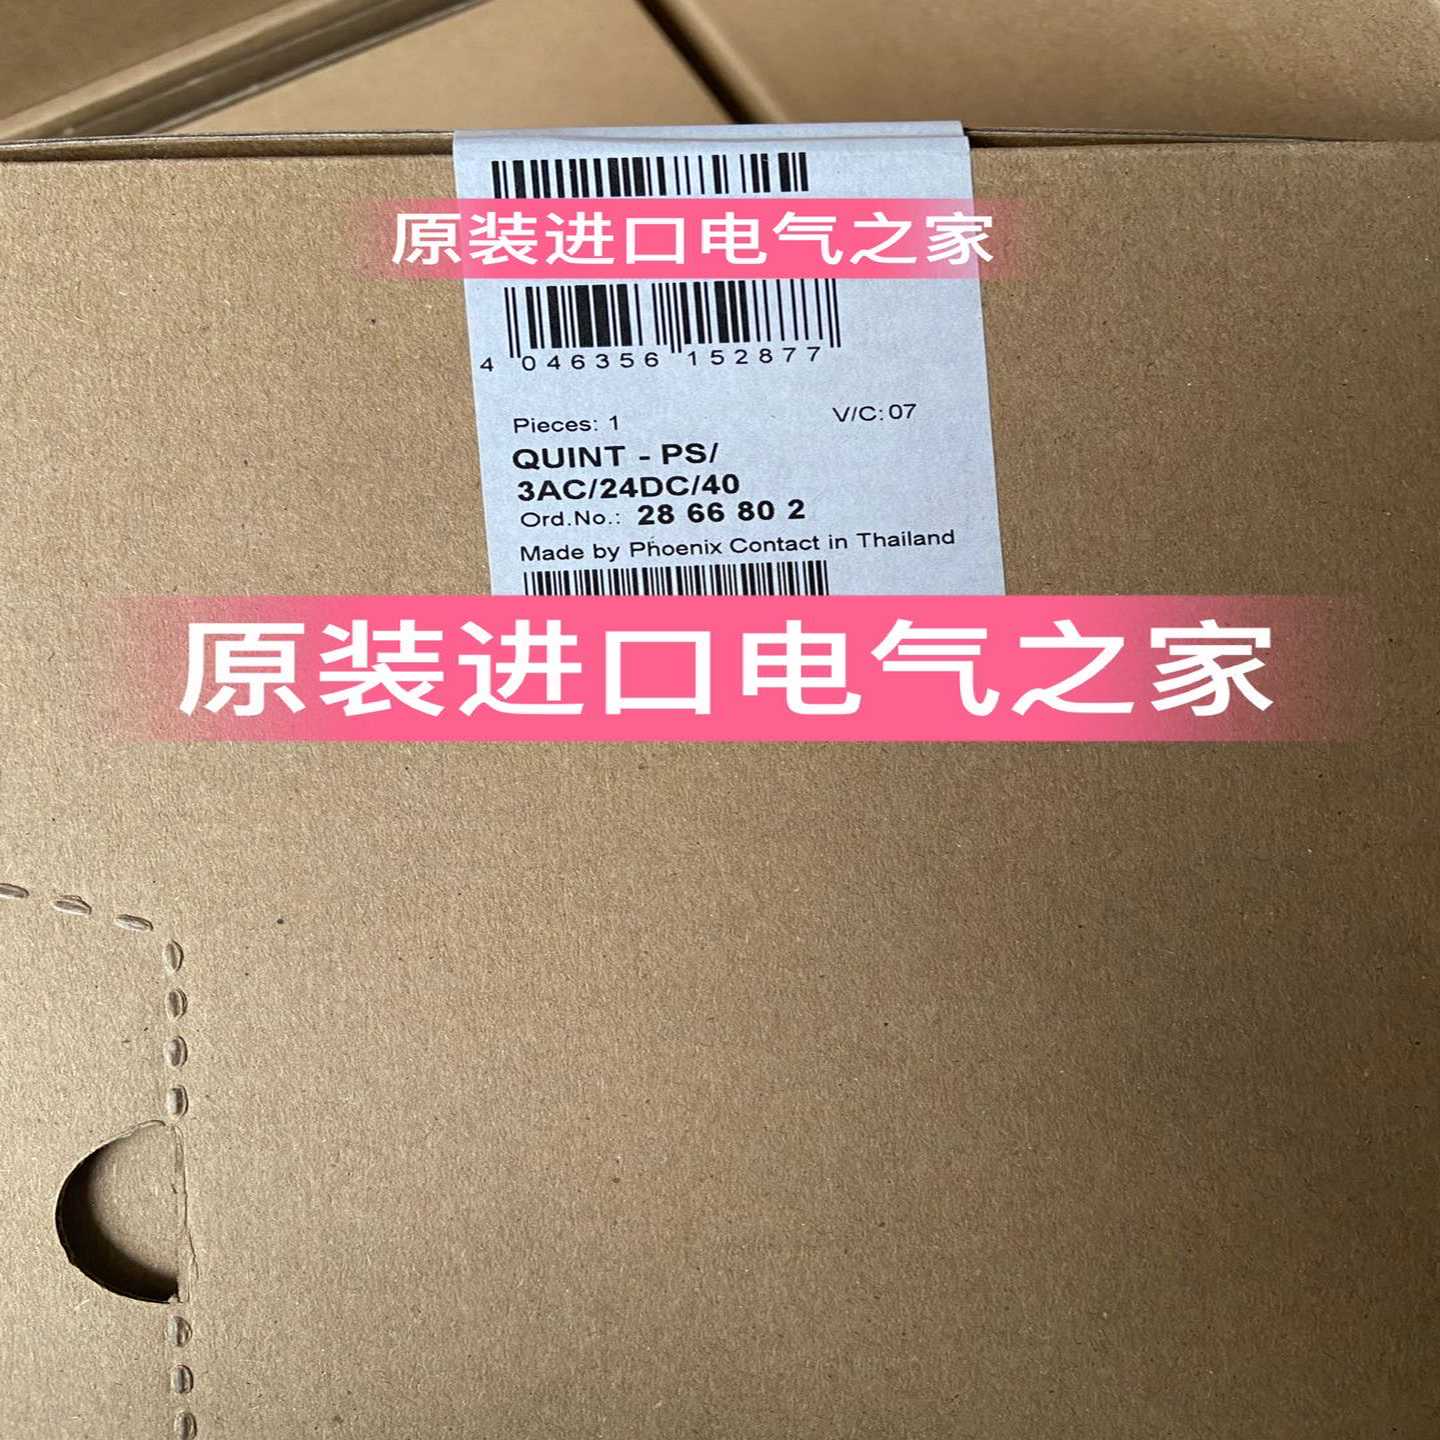 原装进口电气之家
4 046356 152877
Pieces: 1 V/C: 07
QUINT - PS/
3AC/24DC/40
Ord.No.: 28 66 80 2
Made by Phoenix Contact in Thailand
原装进口电气之家